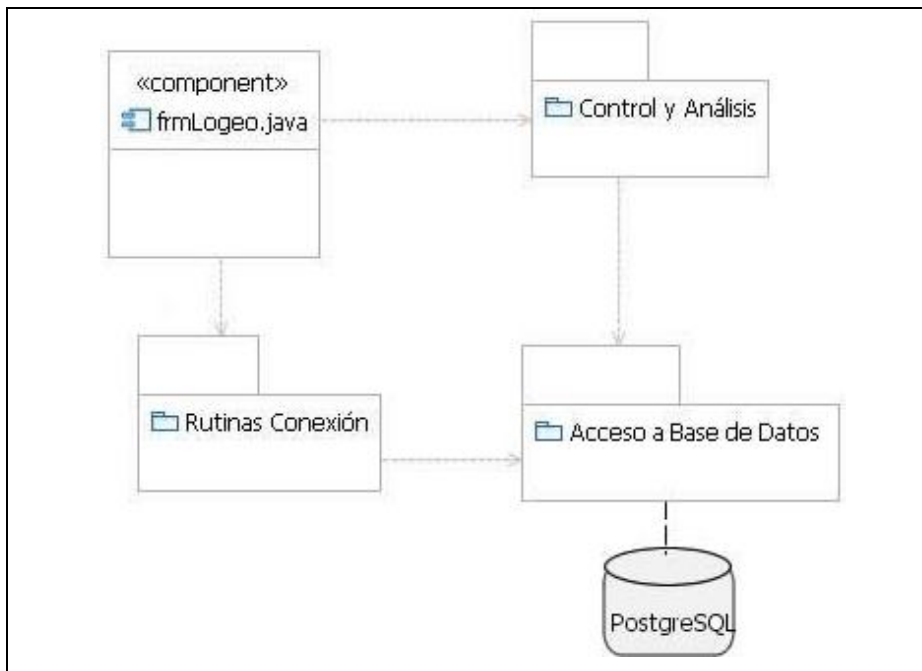 «component»
frmLogeo.java
Control y Análisis
Rutinas Conexión
Acceso a Base de Datos
PostgreSQL